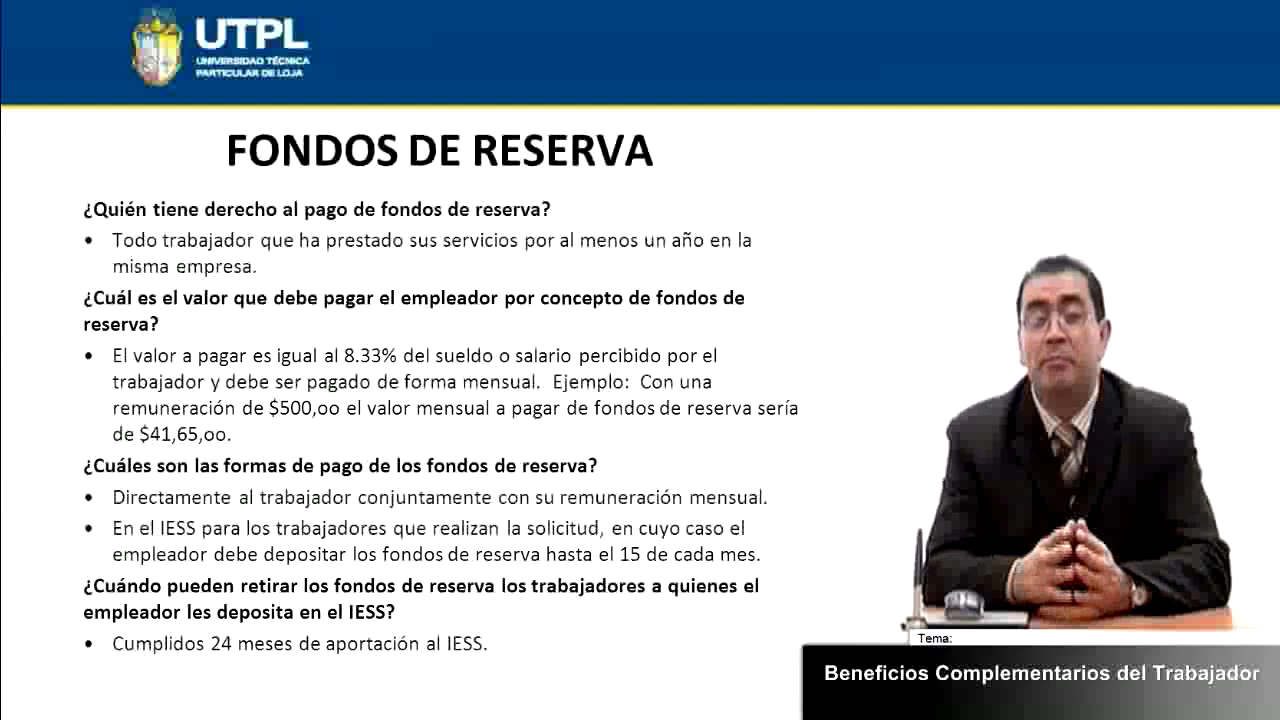 UTPL
UNIVERSIDAD TÉCNICA
PARTICULAR DE LOJA
FONDOS DE RESERVA
¿Quién tiene derecho al pago de fondos de reserva?
• Todo trabajador que ha prestado sus servicios por al menos un año en la
misma empresa.
¿Cuál es el valor que debe pagar el empleador por concepto de fondos de
reserva?
• El valor a pagar es igual al 8.33% del sueldo o salario percibido por el
trabajador y debe ser pagado de forma mensual. Ejemplo: Con una
remuneración de $500,oo el valor mensual a pagar de fondos de reserva sería
de $41,65,oo.
¿Cuáles son las formas de pago de los fondos de reserva?
• Directamente al trabajador conjuntamente con su remuneración mensual.
• En el IESS para los trabajadores que realizan la solicitud, en cuyo caso el
empleador debe depositar los fondos de reserva hasta el 15 de cada mes.
¿Cuándo pueden retirar los fondos de reserva los trabajadores a quienes el
empleador les deposita en el IESS?
• Cumplidos 24 meses de aportación al IESS.
Tema:
Beneficios Complementarios del Trabajador